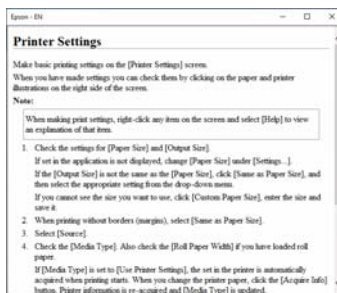 Epson - EN
Printer Settings
Make basic printing settings on the [Printer Settings] screen.
When you have made settings you can check them by clicking on the paper and printer
illustrations on the right side of the screen.
Note:
When making print settings, right-click any item on the screen and select [Help] to view
an explanation of that item.
1. Check the settings for [Paper Size] and [Output Size].
If set in the application is not displayed, change [Paper Size] under [Settings...].
If the [Output Size] is not the same as the [Paper Size], click [Same as Paper Size], and
then select the appropriate setting from the drop-down menu.
If you cannot see the size you want to use, click [Custom Paper Size], enter the size and
save it.
2. When printing without borders (margins), select [Same as Paper Size].
3. Select [Source].
4. Check the [Media Type]. Also check the [Roll Paper Width] if you have loaded roll
paper.
If [Media Type] is set to [Use Printer Settings], the set in the printer is automatically
acquired when printing starts. When you change the printer paper, click the [Acquire Info]
button. Printer information is re-acquired and [Media Type] is updated.